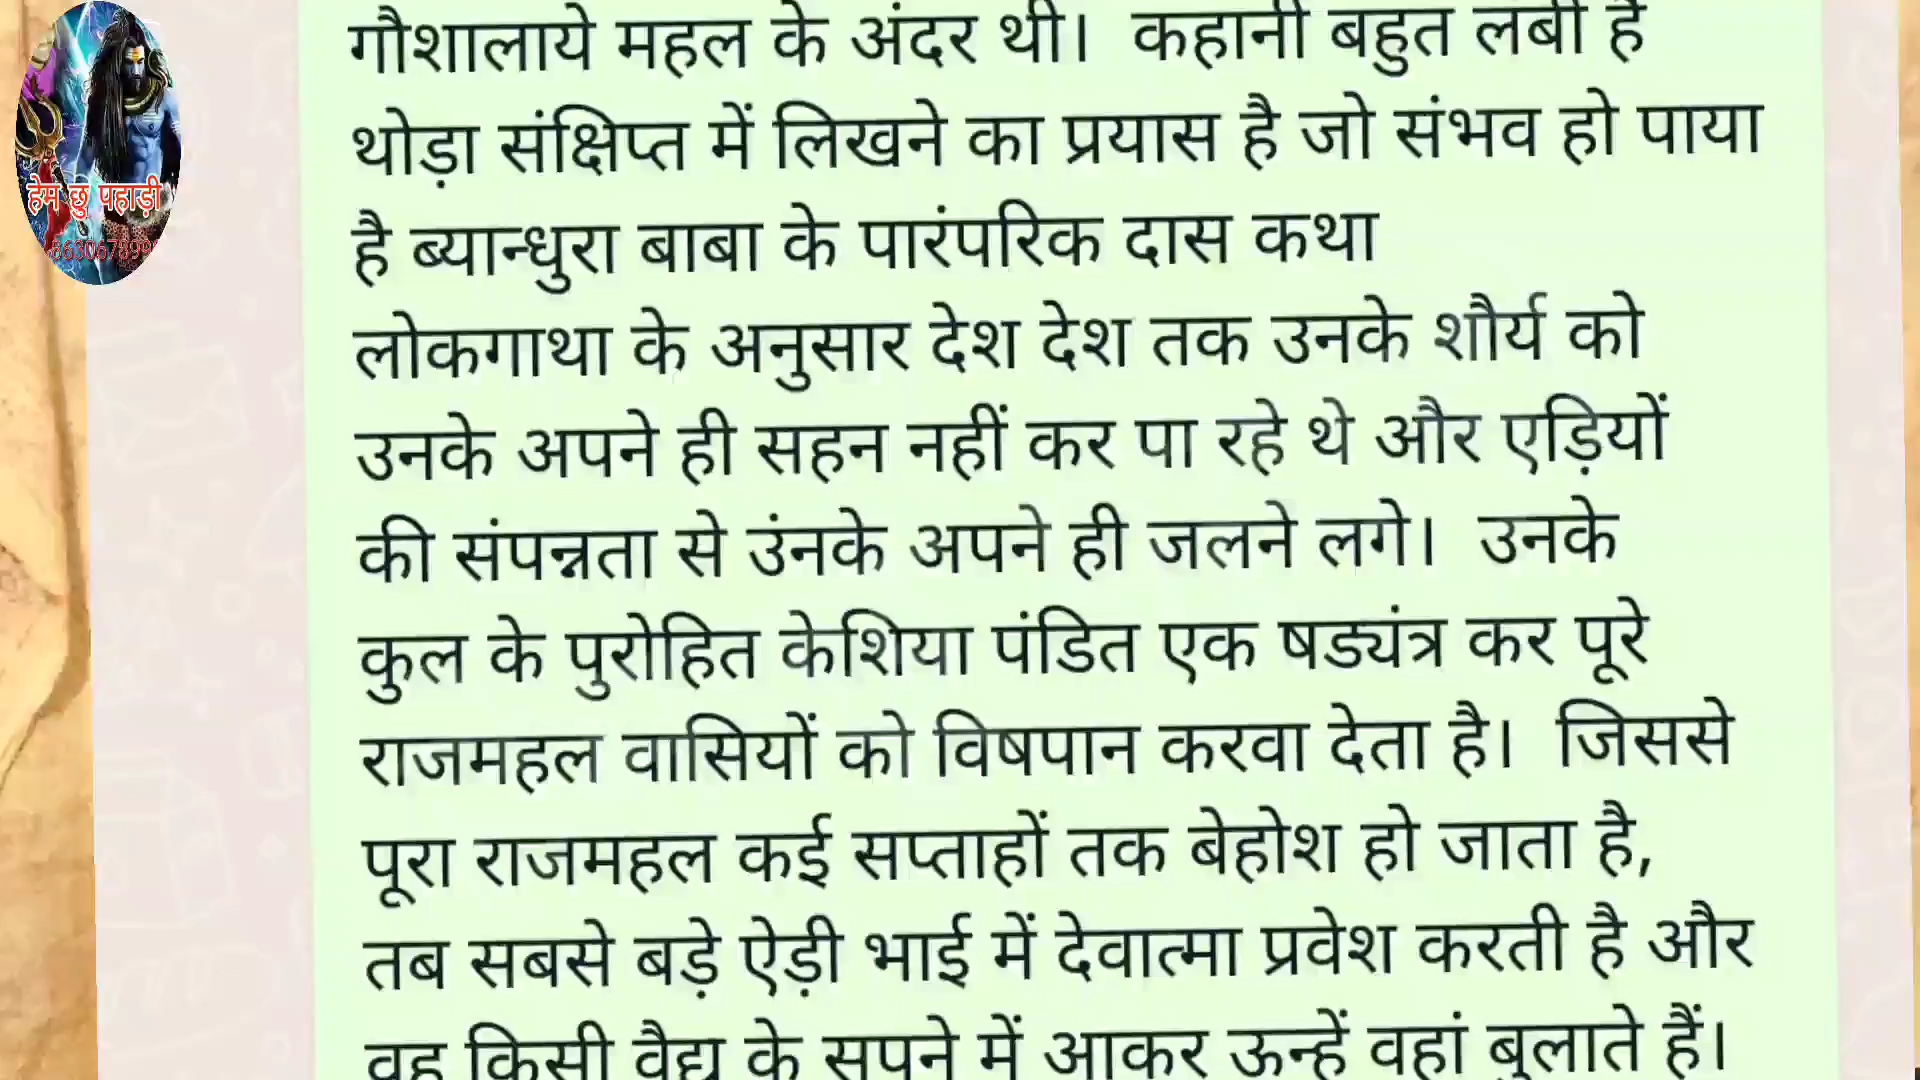 गौशालाये महल के अंदर थी।  कहानी बहुत लंबी है
थोड़ा संक्षिप्त में लिखने का प्रयास है जो संभव हो पाया
है ब्यान्धुरा बाबा के पारंपरिक दास कथा
लोकगाथा के अनुसार देश देश तक उनके शौर्य को
उनके अपने ही सहन नहीं कर पा रहे थे और एड़ियों
की संपन्नता से उंनके अपने ही जलने लगे।  उनके
कुल के पुरोहित केशिया पंडित एक षड्यंत्र कर पूरे
राजमहल वासियों को विषपान करवा देता है।  जिससे
पूरा राजमहल कई सप्ताहों तक बेहोश हो जाता है,
तब सबसे बड़े ऐड़ी भाई में देवात्मा प्रवेश करती है और
वह किसी वैद्य के सपने में आकर ऊन्हें वहां बुलाते हैं।
हेम छु पहाड़ी